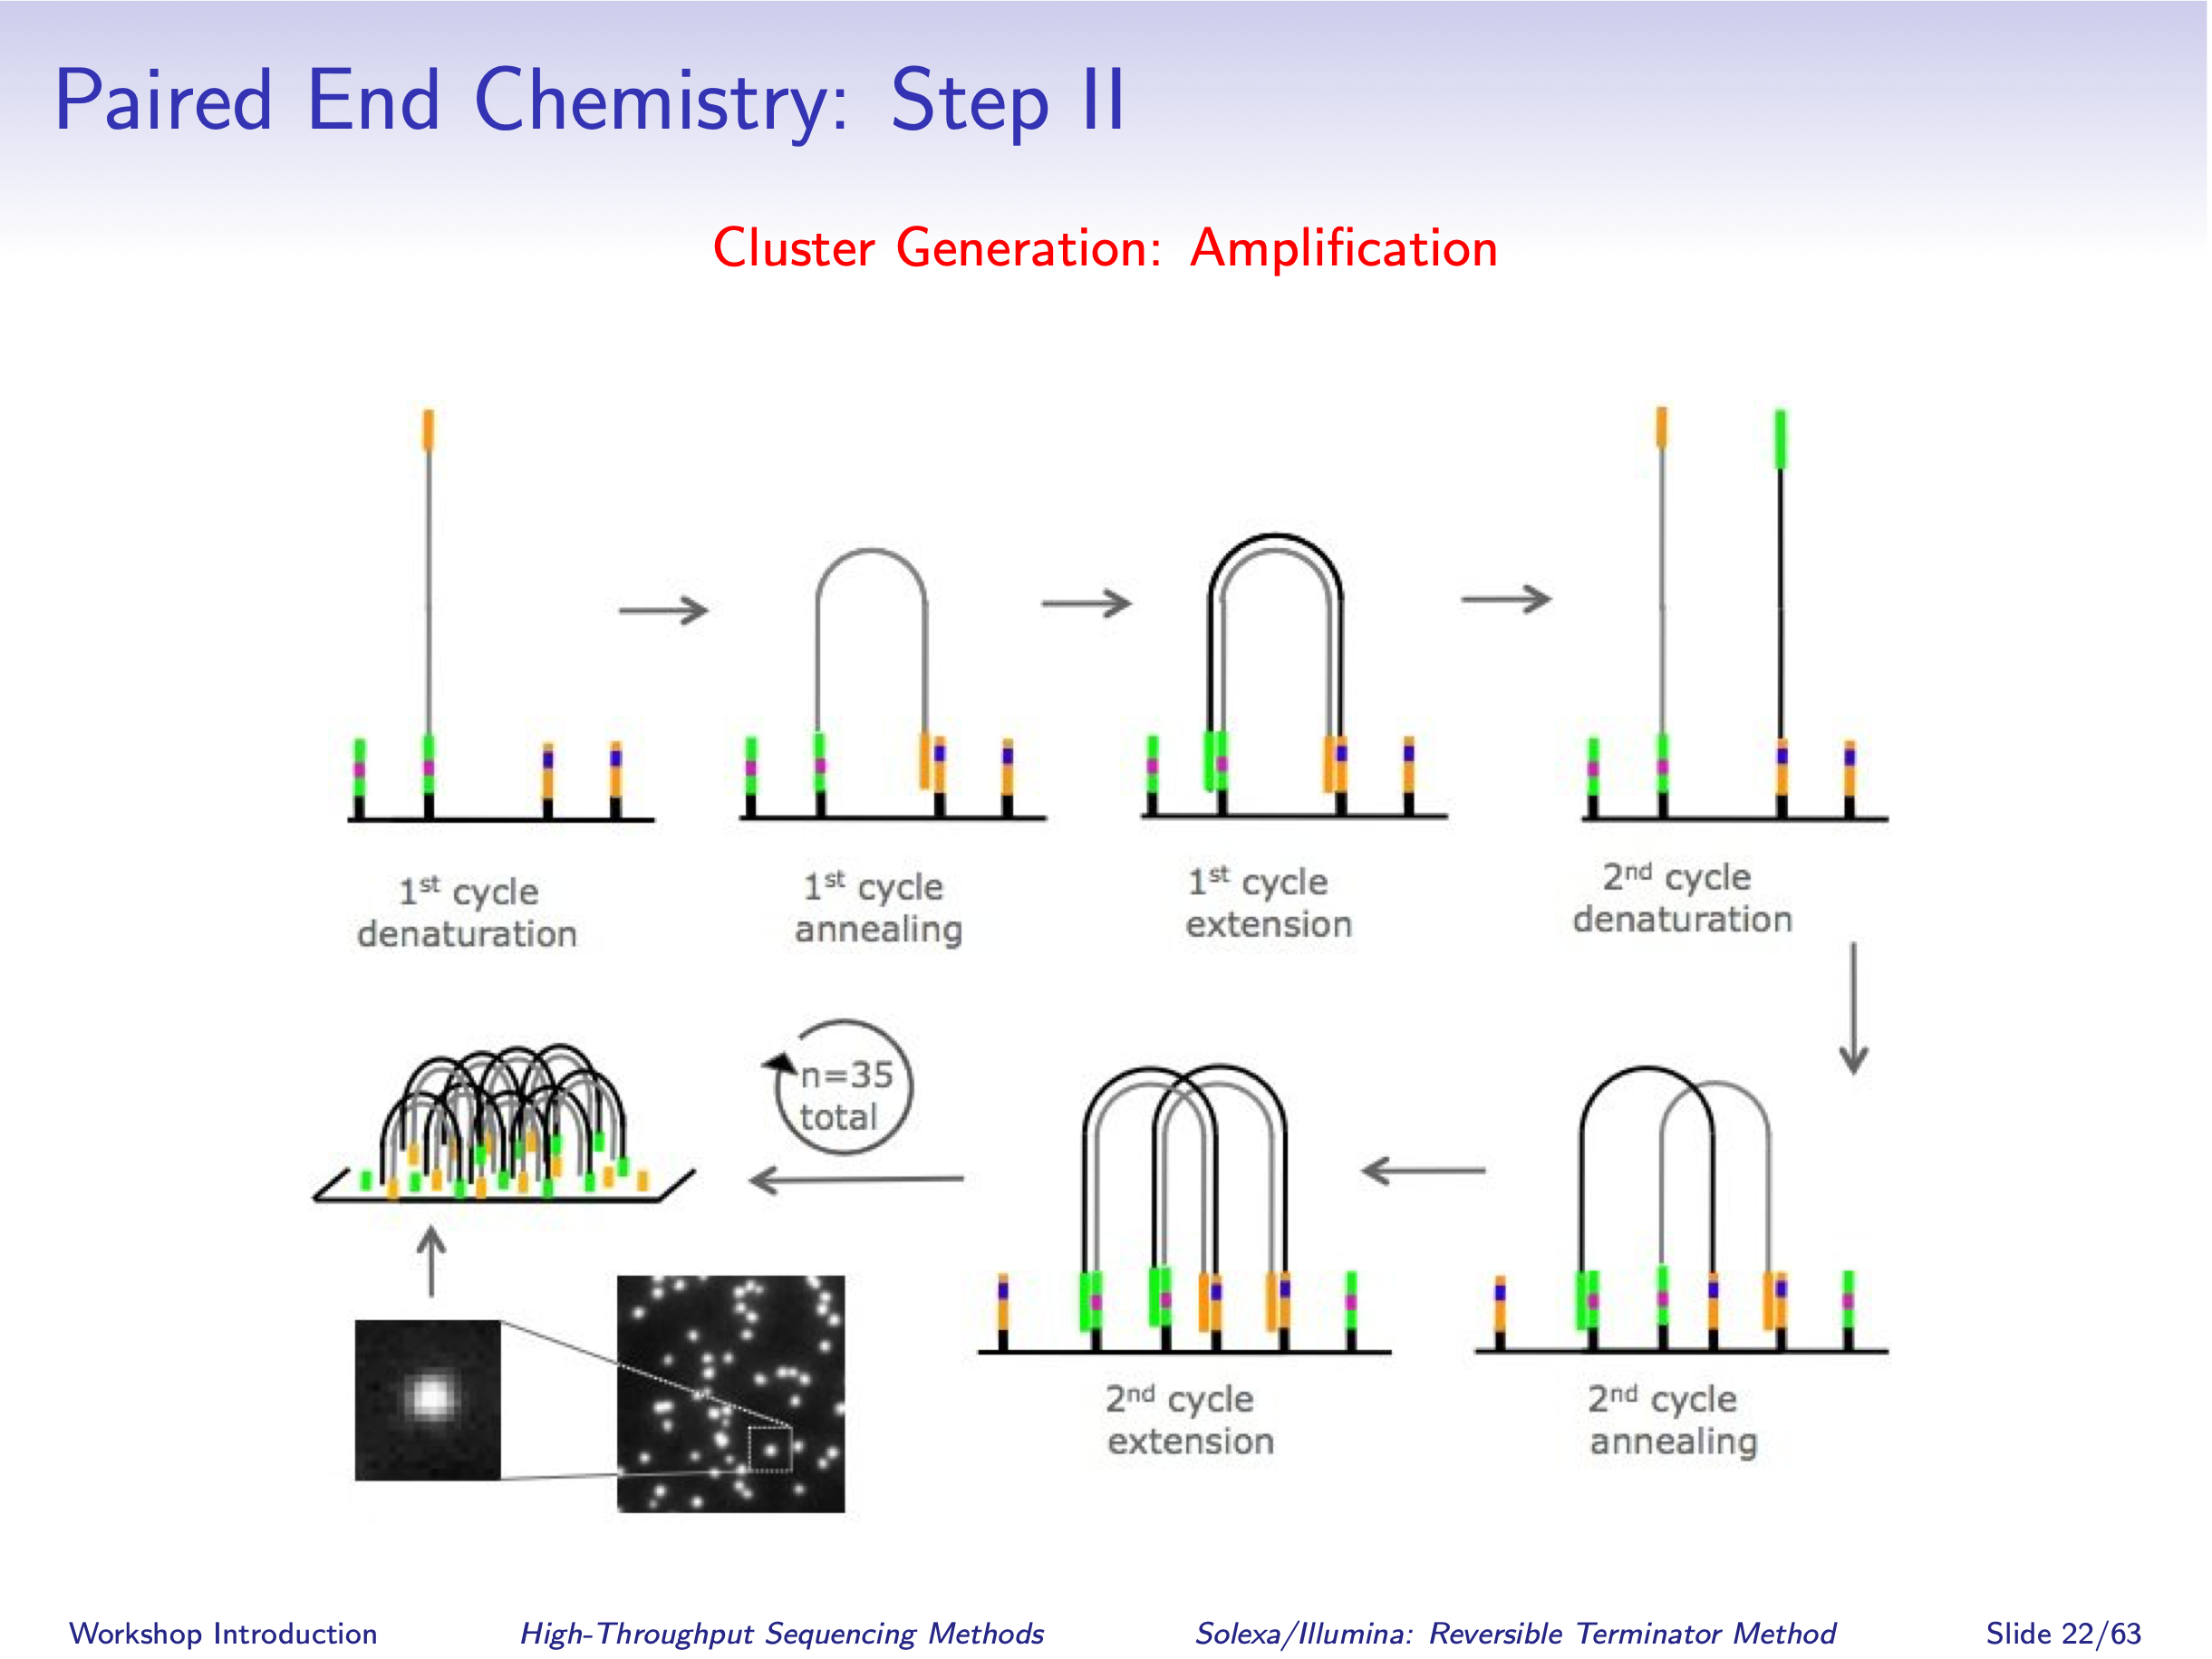 Paired End Chemistry: Step II
Cluster Generation: Amplification
1st cycle
denaturation
1st cycle
annealing
1st cycle
extension
2nd cycle
denaturation
n=35
total
2nd cycle
extension
2nd cycle
annealing
Workshop Introduction
High-Throughput Sequencing Methods
Solexa/Illumina: Reversible Terminator Method
Slide 22/63